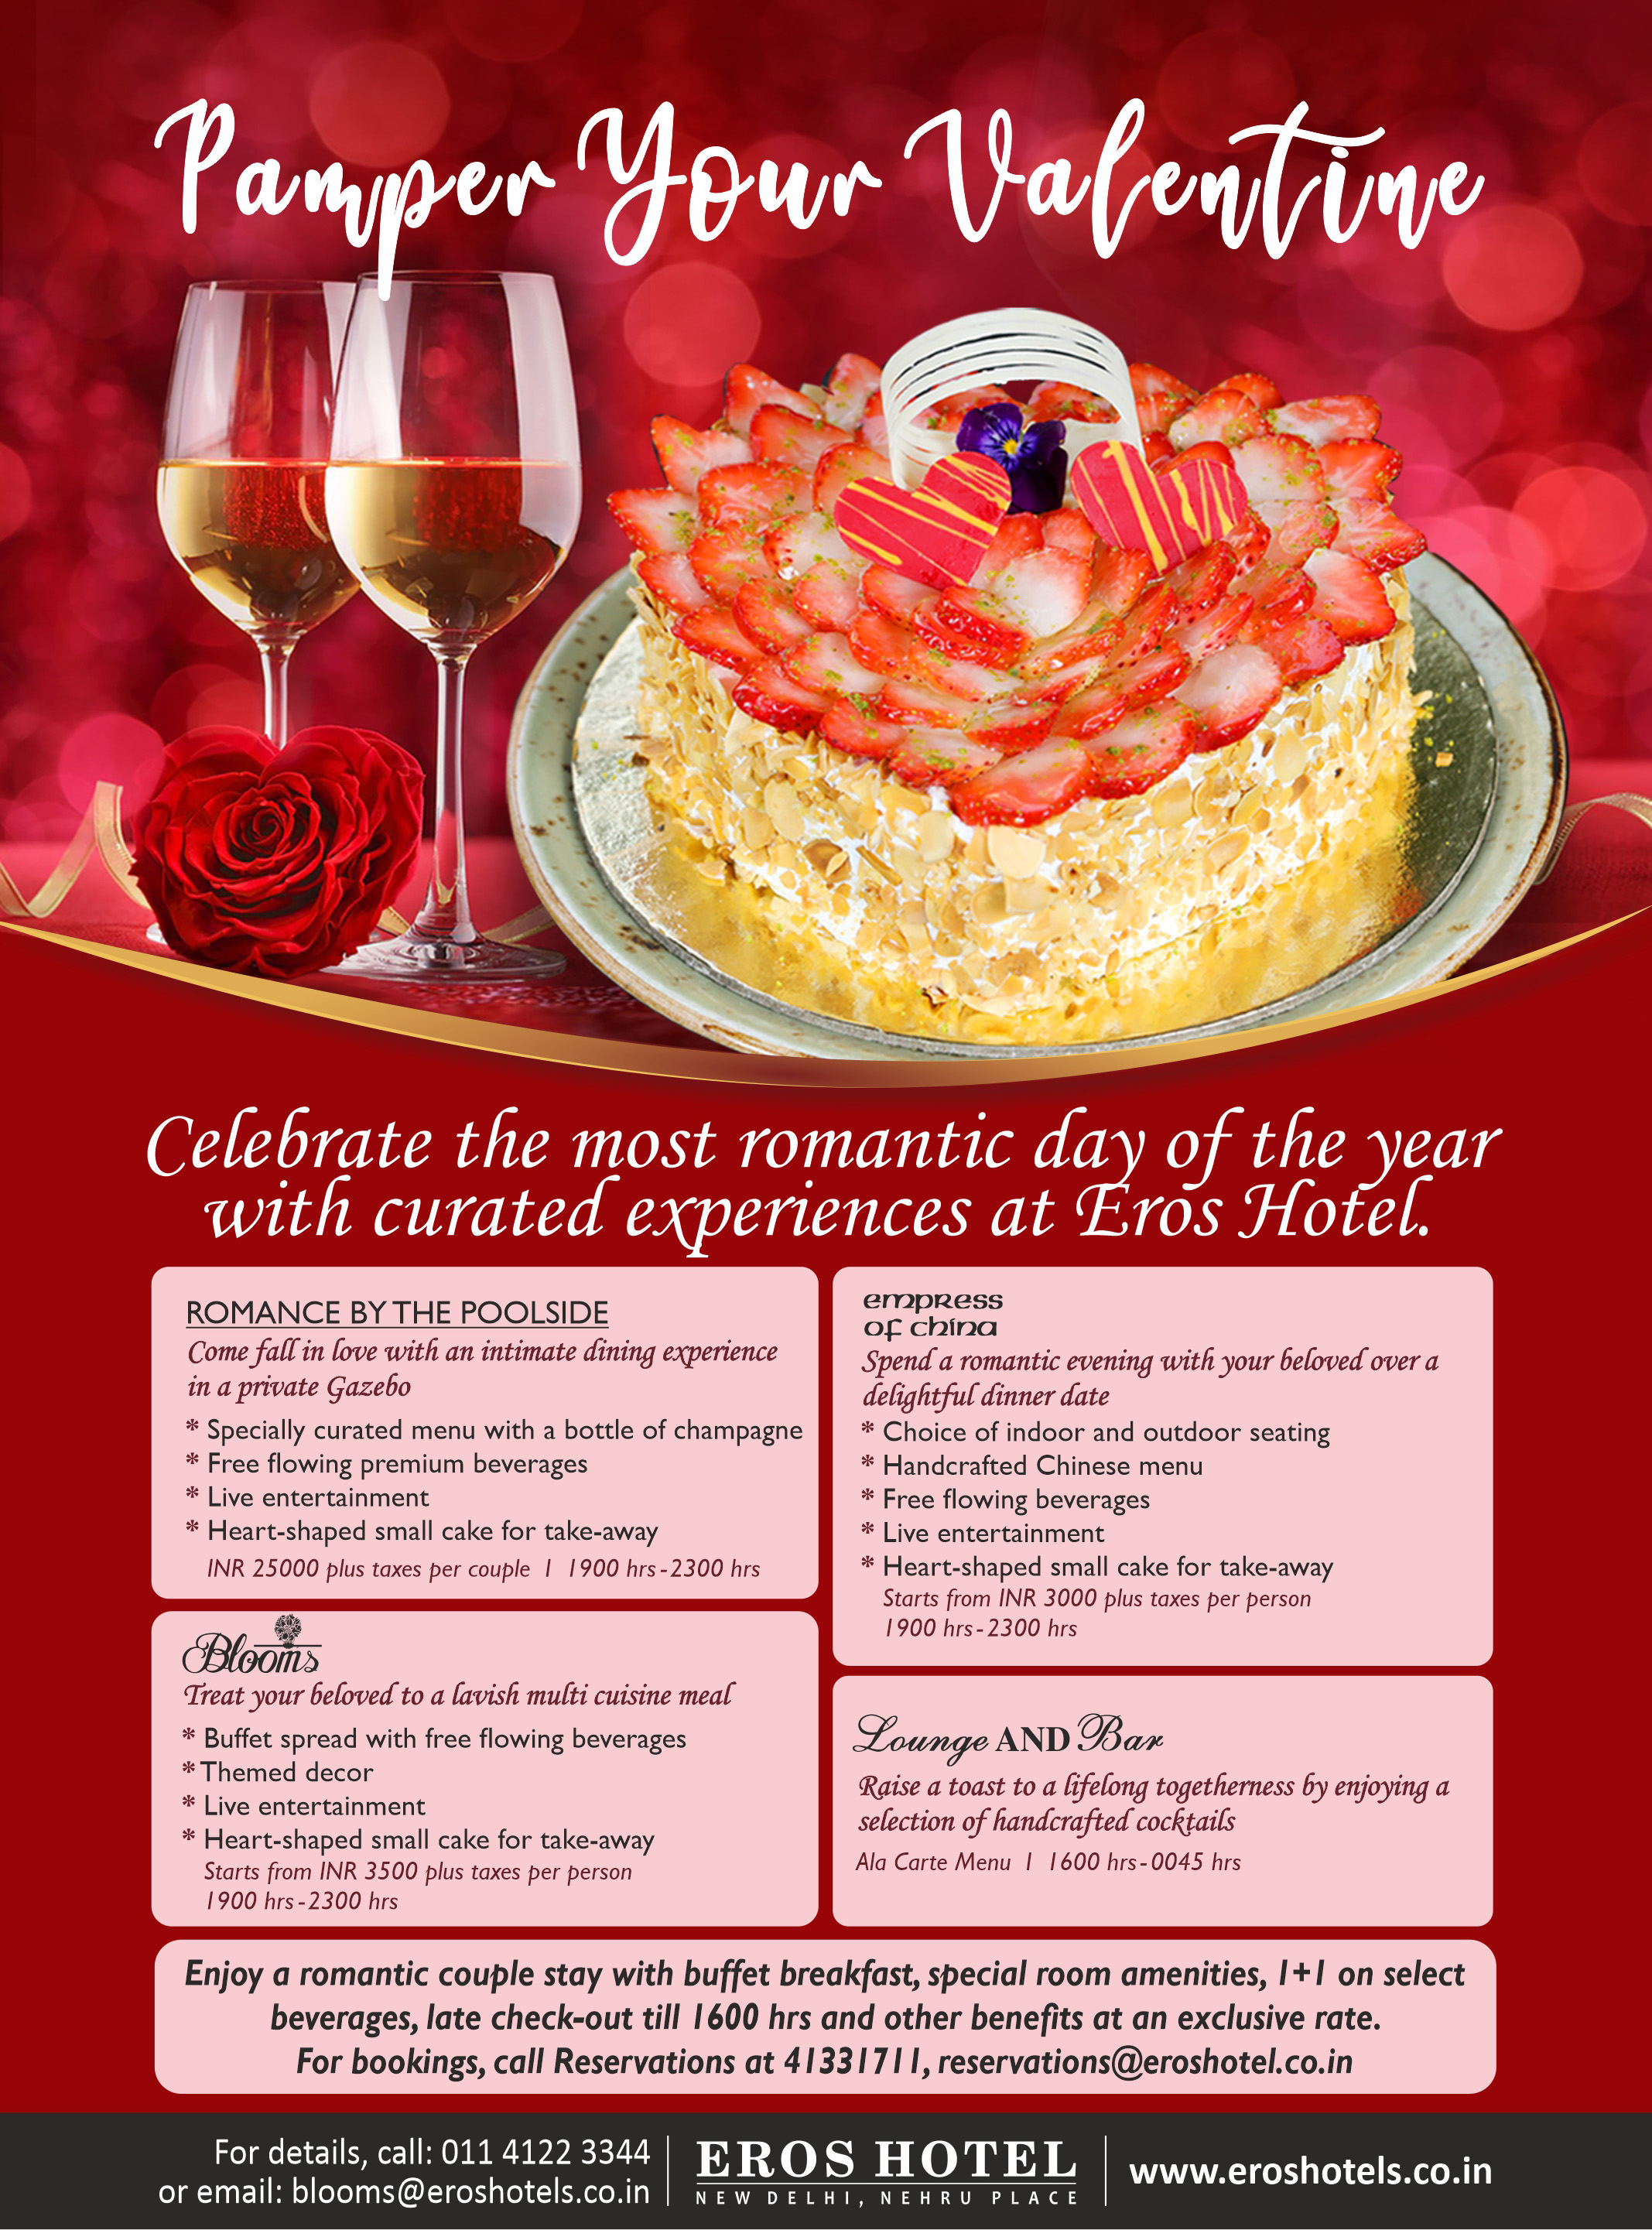 Pamper Your Valentine
Celebrate the most romantic day of the year
with curated experiences at Eros Hotel.
ROMANCE BY THE POOLSIDE
Come fall in love with an intimate dining experience
in a private Gazebo
* Specially curated menu with a bottle of champagne
* Free flowing premium beverages
* Live entertainment
* Heart-shaped small cake for take-away
INR 25000 plus taxes per couple I 1900 hrs-2300 hrs
Blooms
Treat your beloved to a lavish multi cuisine meal
* Buffet spread with free flowing beverages
* Themed decor
* Live entertainment
* Heart-shaped small cake for take-away
Starts from INR 3500 plus taxes per person
1900 hrs-2300 hrs
empress
of china
Spend a romantic evening with your beloved over a
delightful dinner date
* Choice of indoor and outdoor seating
* Handcrafted Chinese menu
* Free flowing beverages
* Live entertainment
* Heart-shaped small cake for take-away
Starts from INR 3000 plus taxes per person
1900 hrs-2300 hrs
Lounge AND Bar
Raise a toast to a lifelong togetherness by enjoying a
selection of handcrafted cocktails
Ala Carte Menu I 1600 hrs-0045 hrs
Enjoy a romantic couple stay with buffet breakfast, special room amenities, 1+1 on select
beverages, late check-out till 1600 hrs and other benefits at an exclusive rate.
For bookings, call Reservations at 41331711, reservations@eroshotel.co.in
For details, call: 011 4122 3344
or email: blooms@eroshotels.co.in
EROS HOTEL
NEW DELHI, NEHRU PLACE
www.eroshotels.co.in